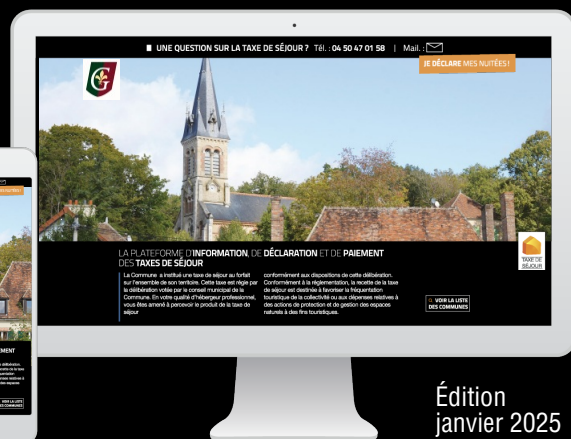 UNE QUESTION SUR LA TAXE DE SÉJOUR ? Tél. : 04 50 47 01 58 | Mail. :
JE DÉCLARE MES NUITÉES !
G
LA PLATEFORME D'INFORMATION, DE DÉCLARATION ET DE PAIEMENT
DES TAXES DE SÉJOUR
La Commune a institué une taxe de séjour au forfait
sur l'ensemble de son territoire. Cette taxe est régie par
la délibération votée par le conseil municipal de la
Commune. En votre qualité d'hébergeur professionnel,
vous êtes amené à percevoir le produit de la taxe de
séjour
conformément aux dispositions de cette délibération.
Conformément à la réglementation, la recette de la taxe
de séjour est destinée à favoriser la fréquentation
touristique de la collectivité ou aux dépenses relatives à
des actions de protection et de gestion des espaces
naturels à des fins touristiques.
TAXE DE
SÉJOUR
VOIR LA LISTE
DES COMMUNES
VOIR LA LISTE
DES COMMUNES
Édition
janvier 2025